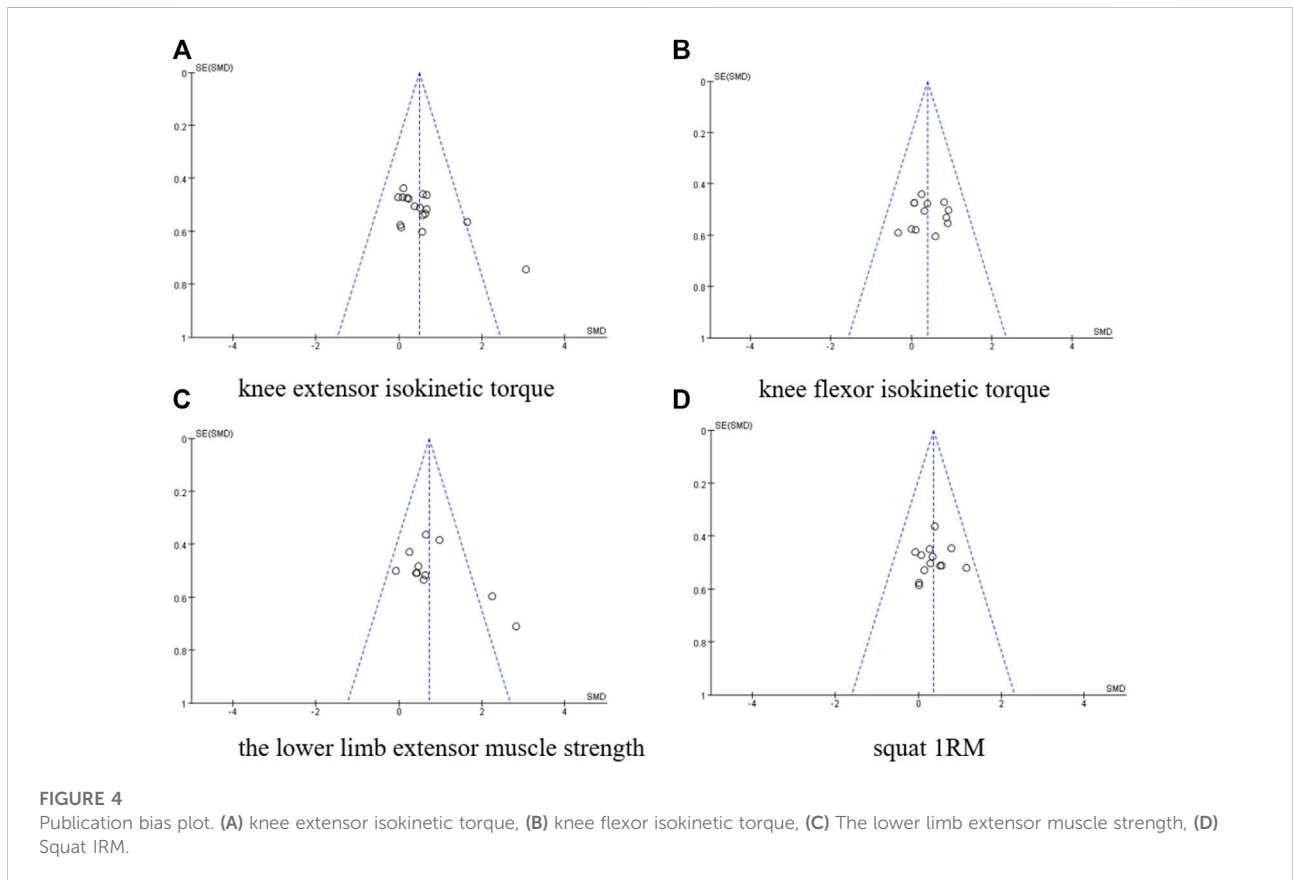 A
SE(SMD)
0
0.2
0.4
0.6
0.8
1
-4
-2
0
2
4
SMD
knee extensor isokinetic torque
B
SE(SMD)
0
0.2
0.4
0.6
0.8
1
-4
-2
0
2
4
SMD
knee flexor isokinetic torque
C
SE(SMD)
0
0.2
0.4
0.6
0.8
1
-4
-2
0
2
4
SMD
the lower limb extensor muscle strength
D
SE(SMD)
0
0.2
0.4
0.6
0.8
1
-4
-2
0
2
4
SMD
squat 1RM
FIGURE 4
Publication bias plot. (A) knee extensor isokinetic torque, (B) knee flexor isokinetic torque, (C) The lower limb extensor muscle strength, (D)
Squat IRM.